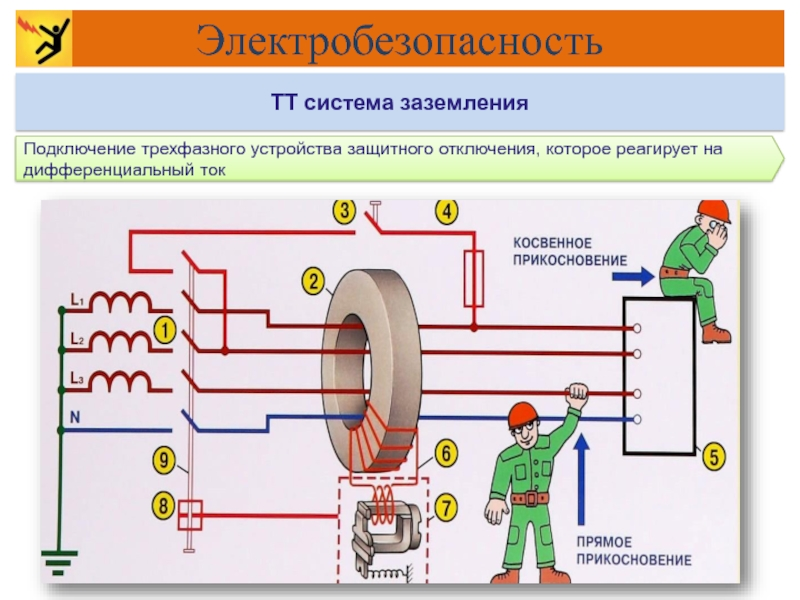 Электробезопасность
ТТ система заземления
Подключение трехфазного устройства защитного отключения, которое реагирует на
дифференциальный ток
3
4
КОСВЕННОЕ
ПРИКОСНОВЕНИЕ
2
L1
1
L2
L3
N
9
6
5
8
7
ПРЯМОЕ
ПРИКОСНОВЕНИЕ